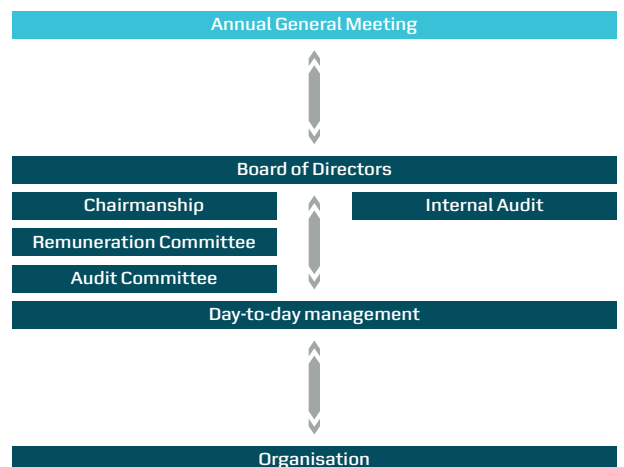 Annual General Meeting
Board of Directors
Chairmanship
Internal Audit
Remuneration Committee
Audit Committee
Day-to-day management
Organisation